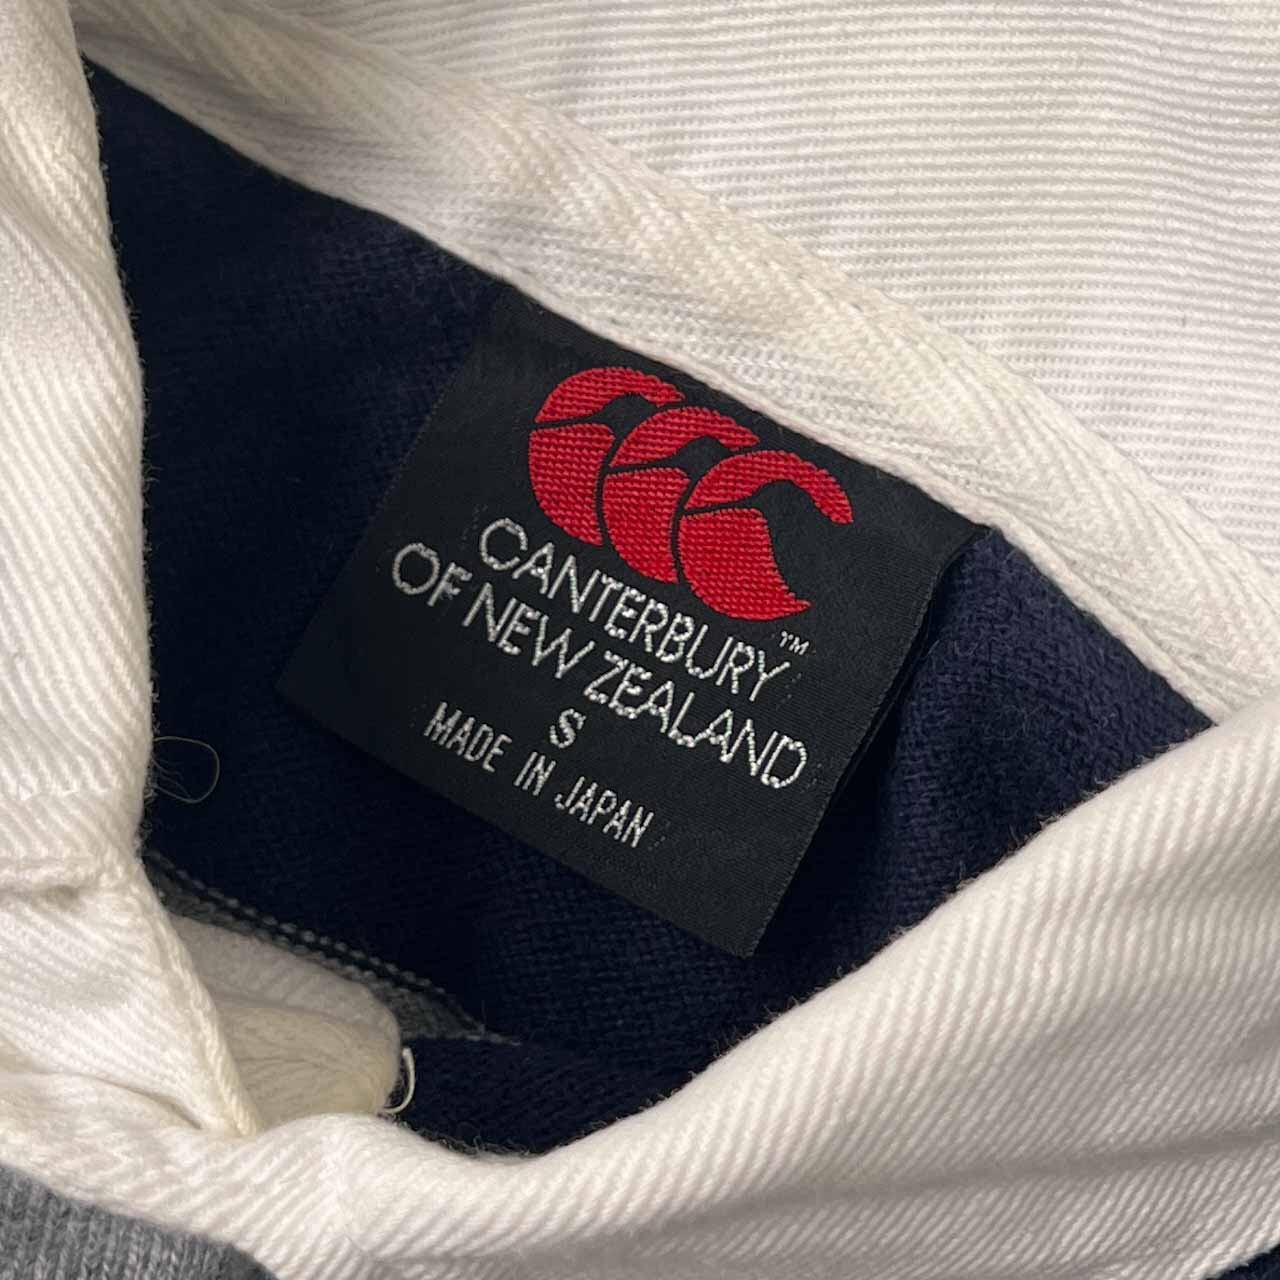 CANTERBURY™
OF NEW ZEALAND
S
MADE IN JAPAN